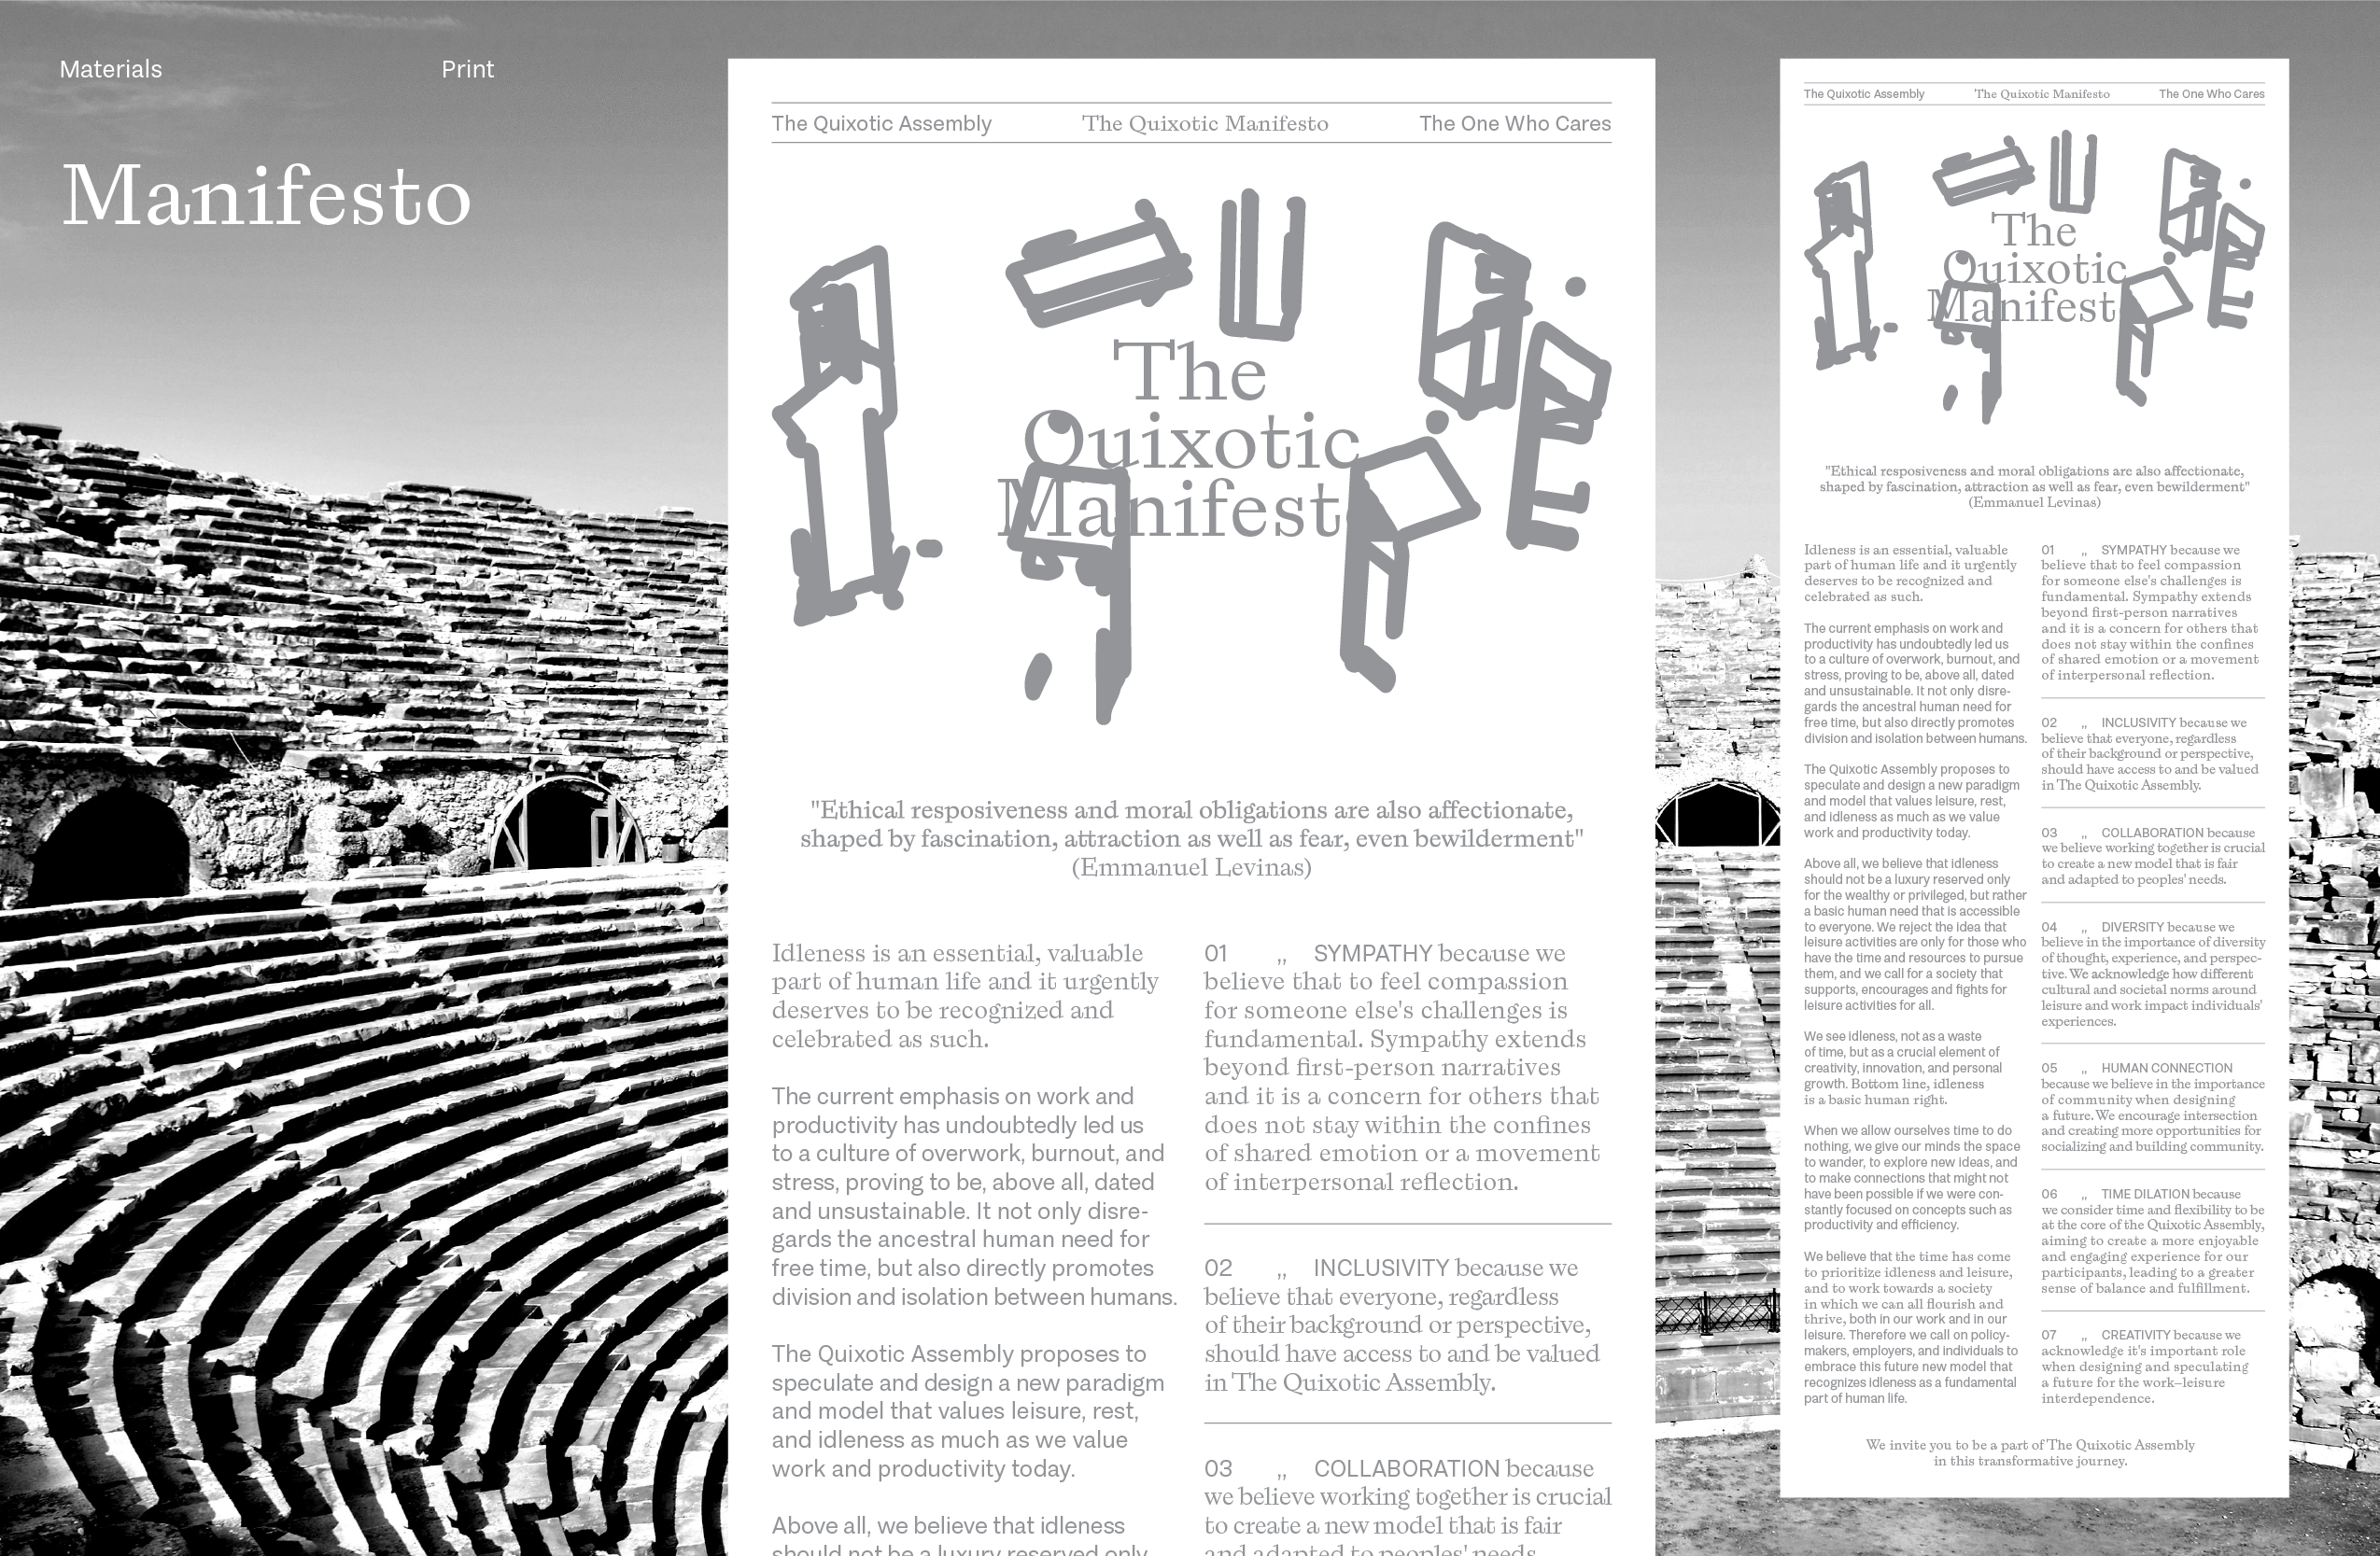 Materials
Print
Manifesto
The Quixotic Assembly
The Quixotic Manifesto
The One Who Cares
The
Quixotic
Manifest
"Ethical resposiveness and moral obligations are also affectionate,
shaped by fascination, attraction as well as fear, even bewilderment"
(Emmanuel Levinas)
Idleness is an essential, valuable
part of human life and it urgently
deserves to be recognized and
celebrated as such.
The current emphasis on work and
productivity has undoubtedly led us
to a culture of overwork, burnout, and
stress, proving to be, above all, dated
and unsustainable. It not only disre-
gards the ancestral human need for
free time, but also directly promotes
division and isolation between humans.
The Quixotic Assembly proposes to
speculate and design a new paradigm
and model that values leisure, rest,
and idleness as much as we value
work and productivity today.
Above all, we believe that idleness
should not be a luxury reserved only
01 „ SYMPATHY because we
believe that to feel compassion
for someone else's challenges is
fundamental. Sympathy extends
beyond first-person narratives
and it is a concern for others that
does not stay within the confines
of shared emotion or a movement
of interpersonal reflection.
02 „ INCLUSIVITY because we
believe that everyone, regardless
of their background or perspective,
should have access to and be valued
in The Quixotic Assembly.
03 „ COLLABORATION because
we believe working together is crucial
to create a new model that is fair
and adapted to peoples' needs.
The Quixotic Assembly
The Quixotic Manifesto
The One Who Cares
The
Quixotic
Manifest
"Ethical resposiveness and moral obligations are also affectionate,
shaped by fascination, attraction as well as fear, even bewilderment"
(Emmanuel Levinas)
Idleness is an essential, valuable
part of human life and it urgently
deserves to be recognized and
celebrated as such.
The current emphasis on work and
productivity has undoubtedly led us
to a culture of overwork, burnout, and
stress, proving to be, above all, dated
and unsustainable. It not only disre-
gards the ancestral human need for
free time, but also directly promotes
division and isolation between humans.
The Quixotic Assembly proposes to
speculate and design a new paradigm
and model that values leisure, rest,
and idleness as much as we value
work and productivity today.
Above all, we believe that idleness
should not be a luxury reserved only
for the wealthy or privileged, but rather
a basic human need that is accessible
to everyone. We reject the idea that
leisure activities are only for those who
have the time and resources to pursue
them, and we call for a society that
supports, encourages and fights for
leisure activities for all.
We see idleness, not as a waste
of time, but as a crucial element of
creativity, innovation, and personal
growth. Bottom line, idleness
is a basic human right.
When we allow ourselves time to do
nothing, we give our minds the space
to wander, to explore new ideas, and
to make connections that might not
have been possible if we were con-
stantly focused on concepts such as
productivity and efficiency.
We believe that the time has come
to prioritize idleness and leisure,
and to work towards a society
in which we can all flourish and
thrive, both in our work and in our
leisure. Therefore we call on policy-
makers, employers, and individuals to
embrace this future new model that
recognizes idleness as a fundamental
part of human life.
01 „ SYMPATHY because we
believe that to feel compassion
for someone else's challenges is
fundamental. Sympathy extends
beyond first-person narratives
and it is a concern for others that
does not stay within the confines
of shared emotion or a movement
of interpersonal reflection.
02 „ INCLUSIVITY because we
believe that everyone, regardless
of their background or perspective,
should have access to and be valued
in The Quixotic Assembly.
03 „ COLLABORATION because
we believe working together is crucial
to create a new model that is fair
and adapted to peoples' needs.
04 „ DIVERSITY because we
believe in the importance of diversity
of thought, experience, and perspec-
tive. We acknowledge how different
cultural and societal norms around
leisure and work impact individuals'
experiences.
05 „ HUMAN CONNECTION
because we believe in the importance
of community when designing
a future. We encourage intersection
and creating more opportunities for
socializing and building community.
06 „ TIME DILATION because
we consider time and flexibility to be
at the core of the Quixotic Assembly,
aiming to create a more enjoyable
and engaging experience for our
participants, leading to a greater
sense of balance and fulfillment.
07 „ CREATIVITY because we
acknowledge it's important role
when designing and speculating
a future for the work–leisure
interdependence.
We invite you to be a part of The Quixotic Assembly
in this transformative journey.